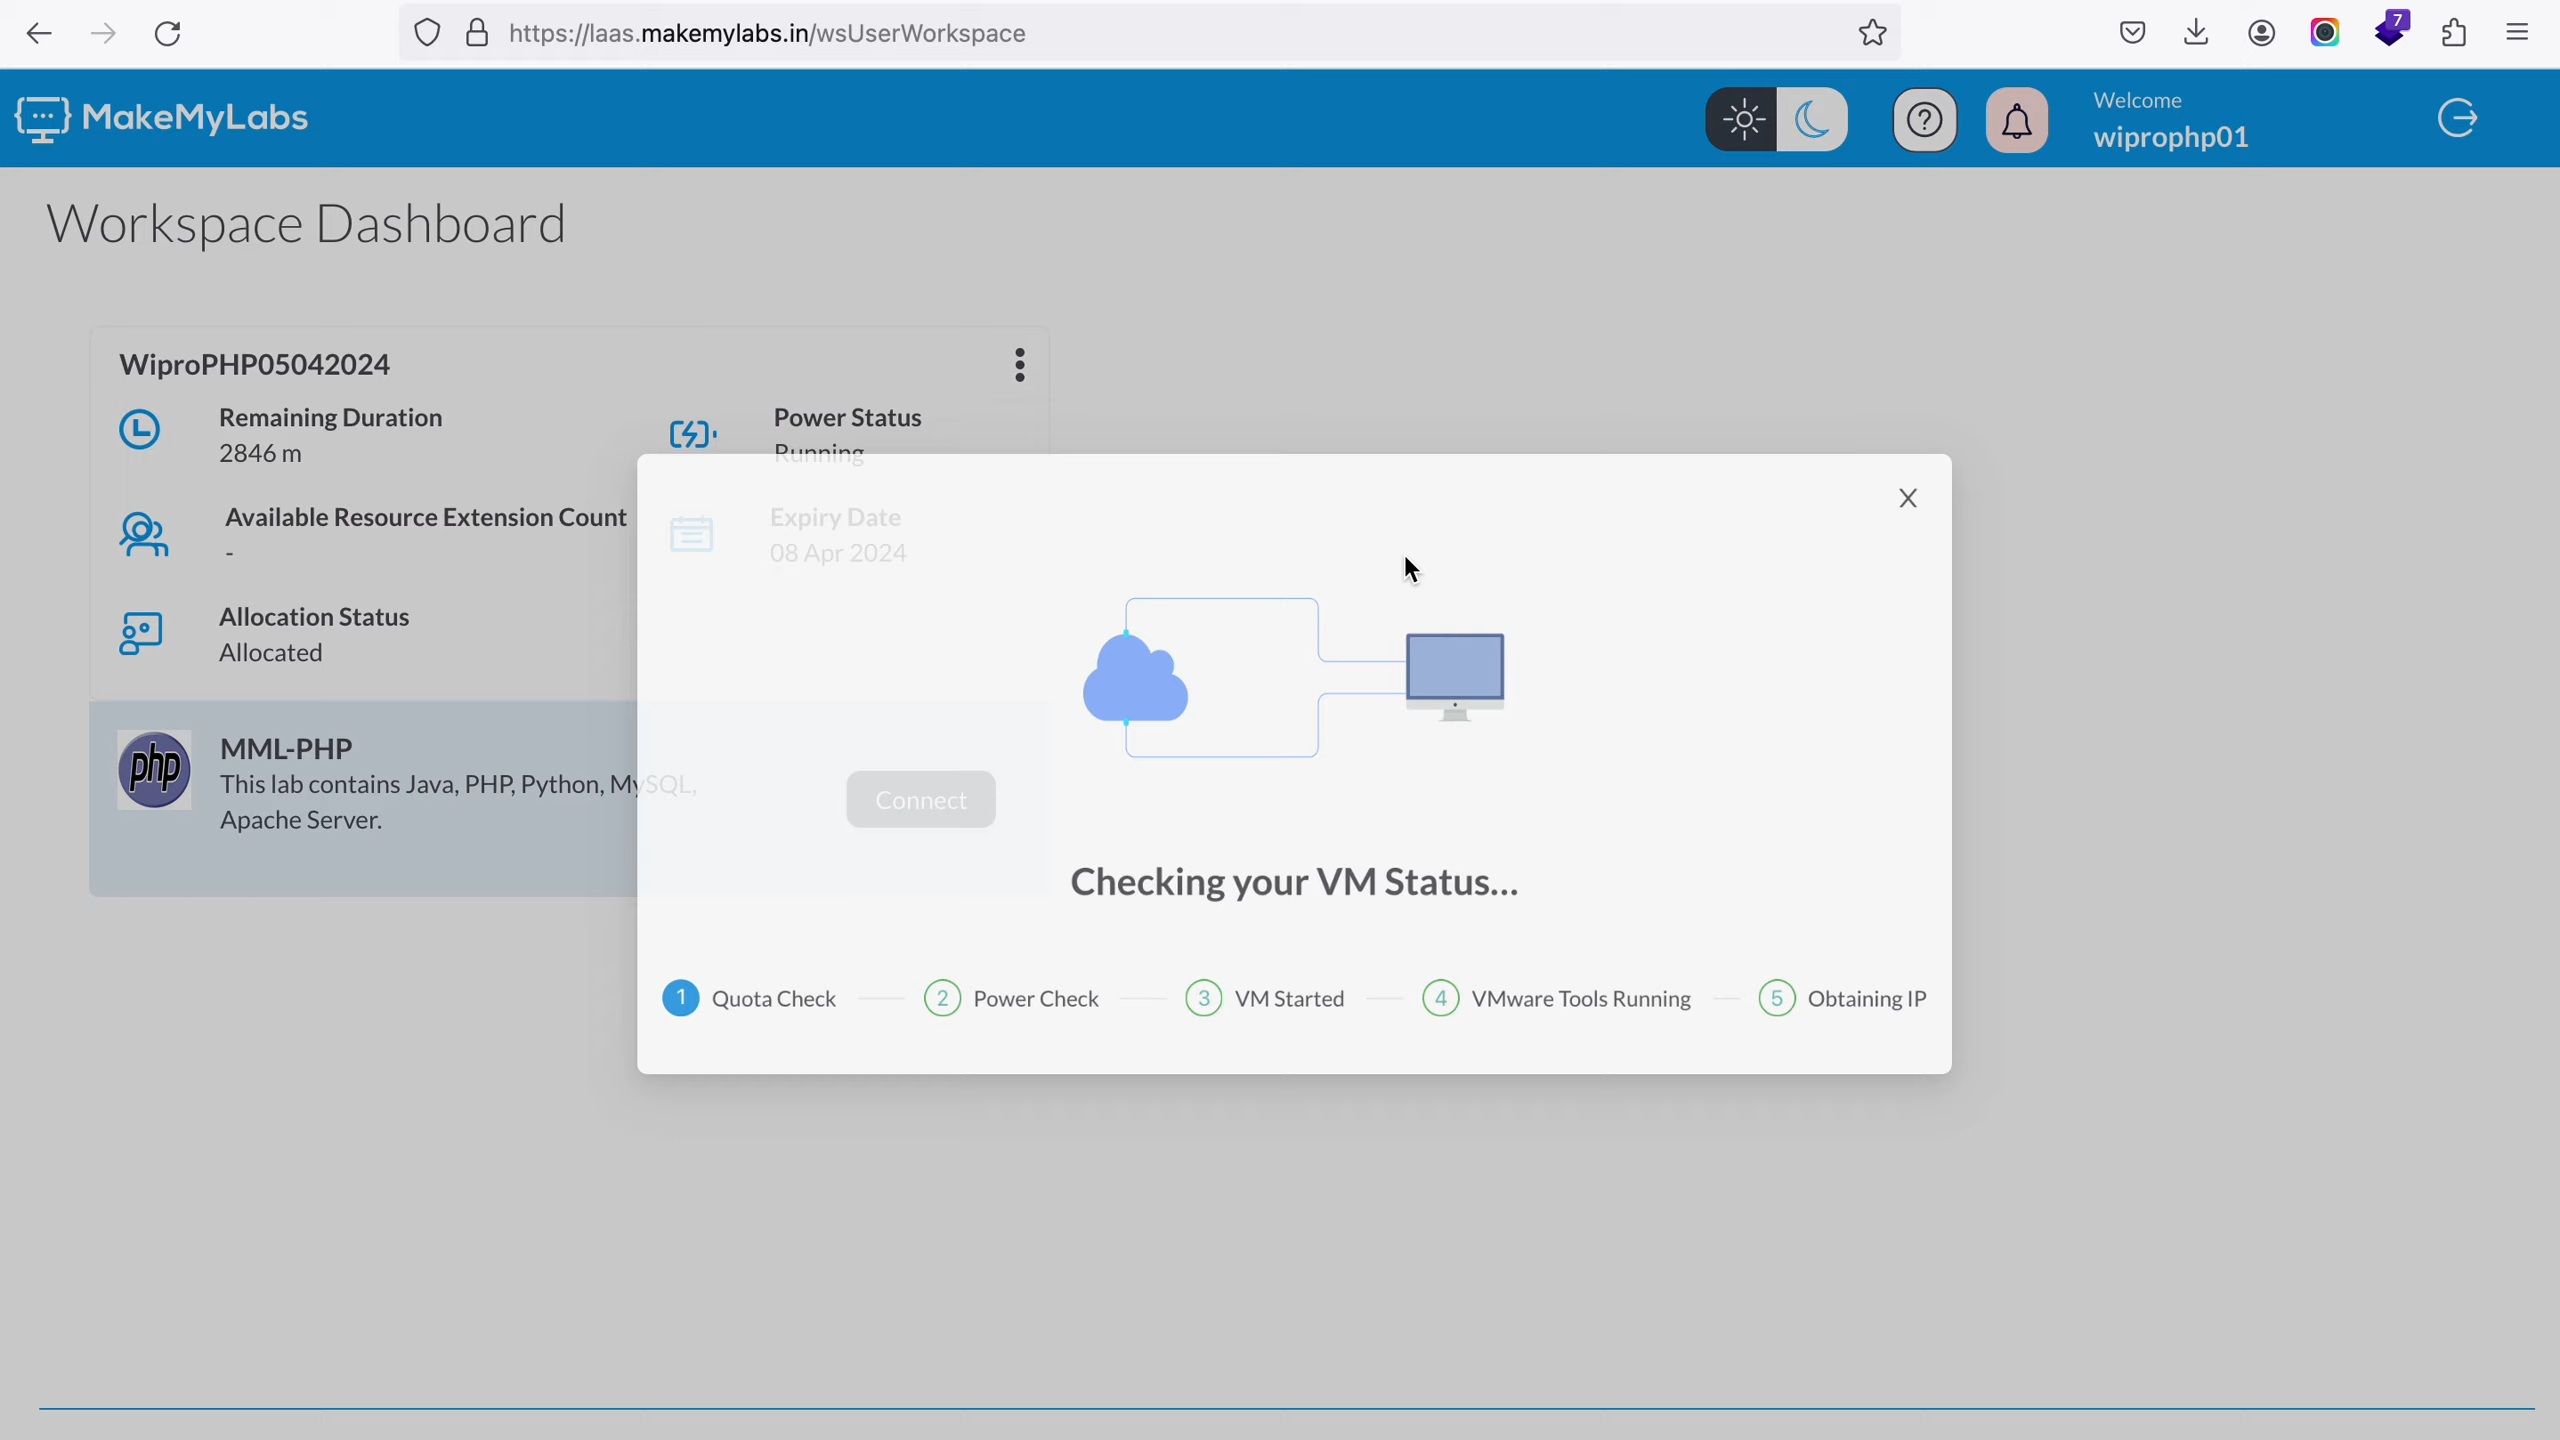 https://laas.makemylabs.in/wsUserWorkspace
7
MakeMyLabs
Welcome
wiprophp01
Workspace Dashboard
WiproPHP05042024
Remaining Duration
2846 m
Power Status
Running
Available Resource Extension Count
-
Expiry Date
08 Apr 2024
Allocation Status
Allocated
php
MML-PHP
This lab contains Java, PHP, Python, MySQL,
Apache Server.
Connect
X
Checking your VM Status...
1 Quota Check
2 Power Check
3 VM Started
4 VMware Tools Running
5 Obtaining IP